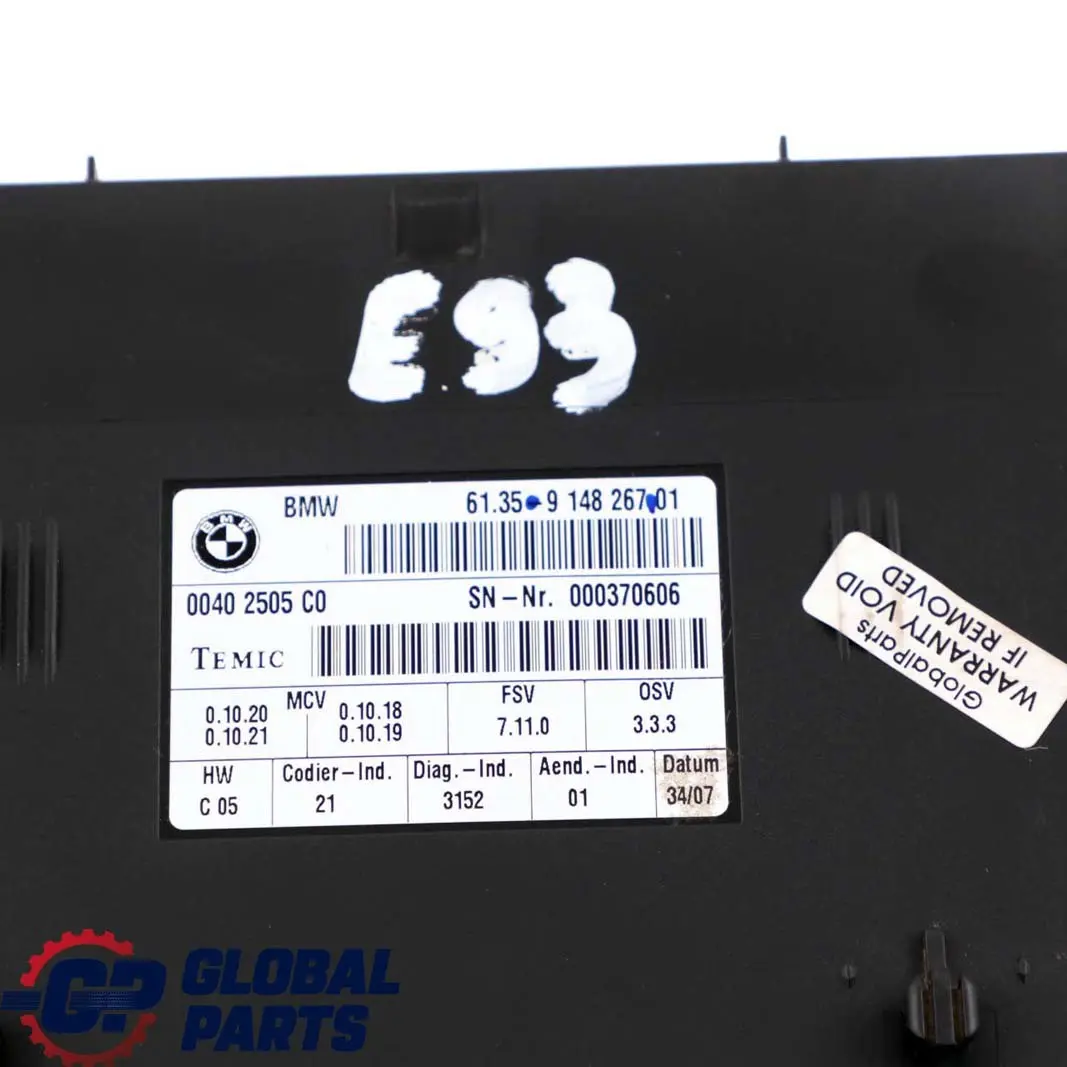 E93
BMW 61.35-9 148 267 01
BMW
0040 2505 C0 SN-Nr. 000370606
TEMIC
MCV FSV OSV
0.10.20 0.10.18 7.11.0 3.3.3
0.10.21 0.10.19
HW Codier-Ind. Diag.-Ind. Aend.-Ind. Datum
C 05 21 3152 01 34/07
GlobalParts
WARRANTY VOID
IF REMOVED
GP GLOBAL
PARTS